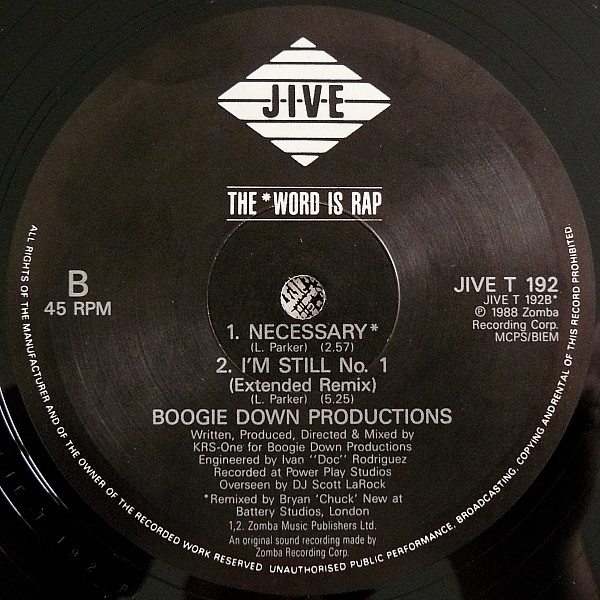 J·I·V·E
THE *WORD IS RAP
B
45 RPM
JIVE T 192
JIVE T 192B*
℗ 1988 Zomba
Recording Corp.
MCPS/BIEM
1. NECESSARY*
(L. Parker) (2.57)
2. I'M STILL No. 1
(Extended Remix)
(L. Parker) (5.25)
BOOGIE DOWN PRODUCTIONS
Written, Produced, Directed & Mixed by
KRS-One for Boogie Down Productions
Engineered by Ivan "Doc" Rodriguez
Recorded at Power Play Studios
Overseen by DJ Scott LaRock
*Remixed by Bryan 'Chuck' New at
Battery Studios, London
1,2. Zomba Music Publishers Ltd.
An original sound recording made by
Zomba Recording Corp.
ALL RIGHTS OF THE MANUFACTURER AND OF THE OWNER OF THE RECORDED WORK RESERVED UNAUTHORISED PUBLIC PERFORMANCE, BROADCASTING, COPYING ANDRENTAL OF THIS RECORD PROHIBITED